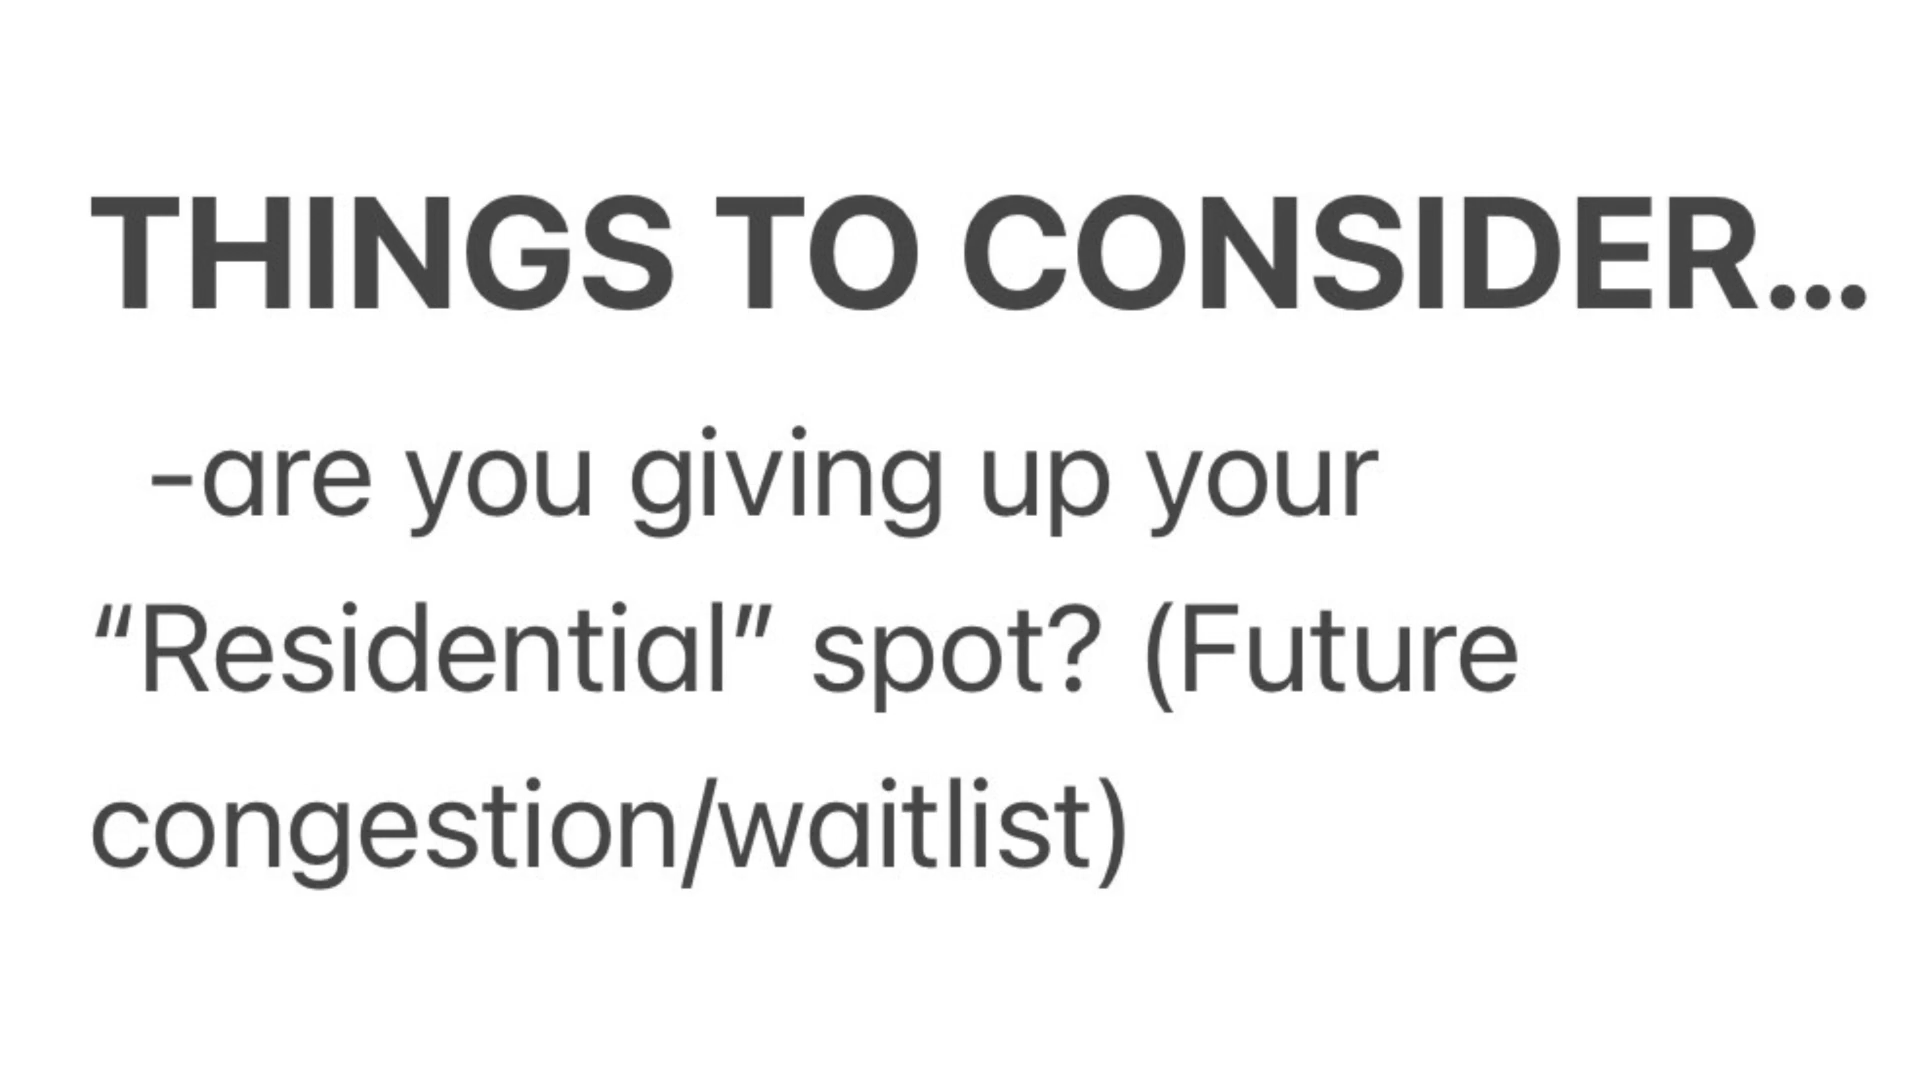 THINGS TO CONSIDER...
-are you giving up your
“Residential” spot? (Future
congestion/waitlist)